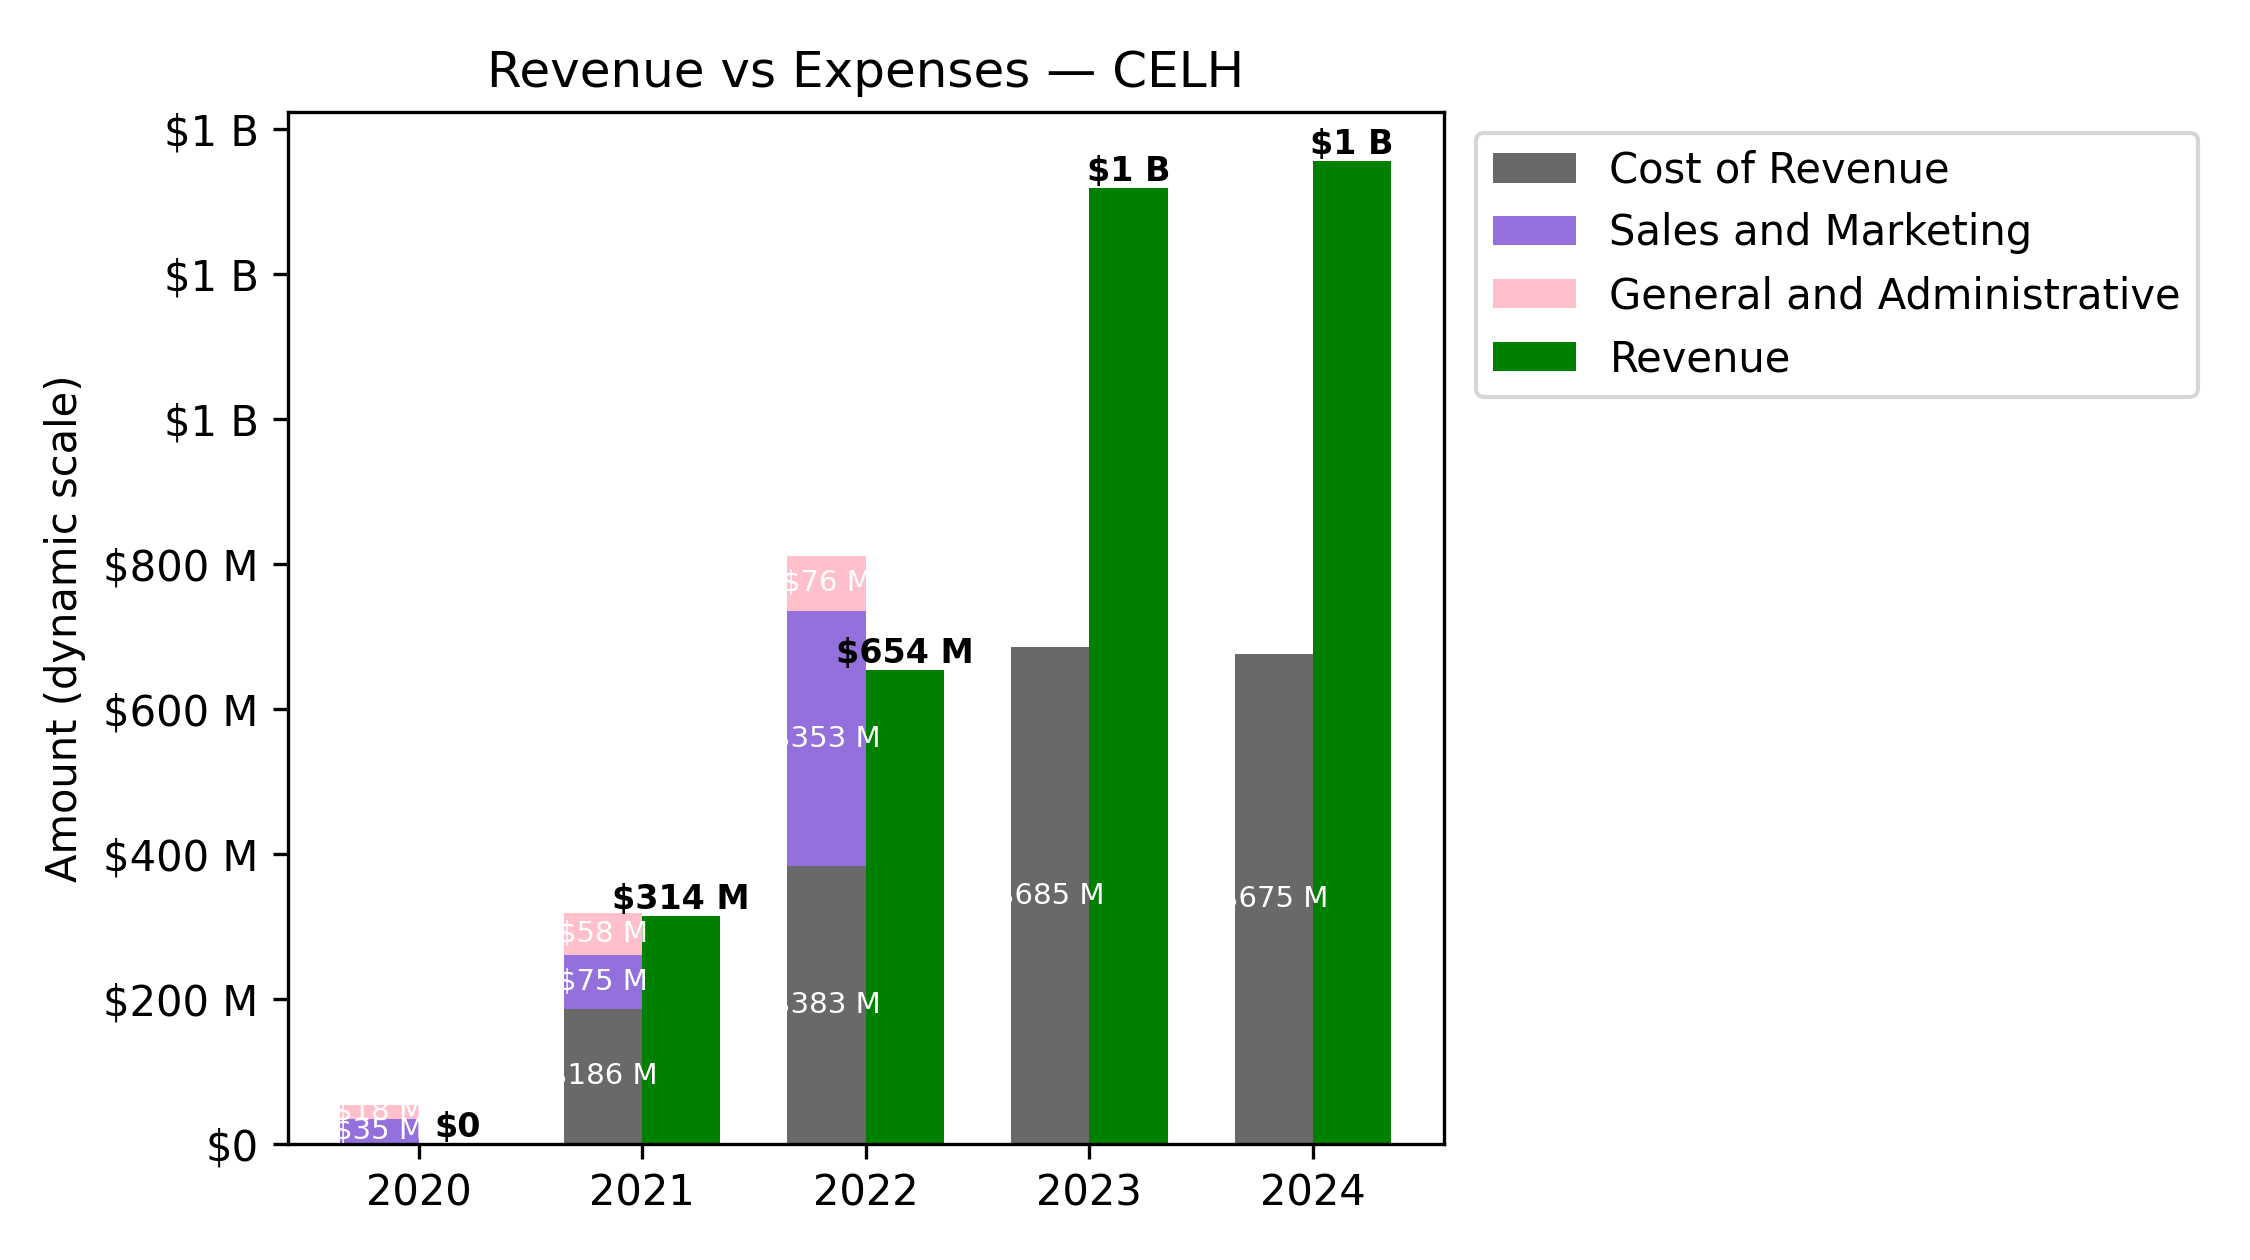 Revenue vs Expenses — CELH
$1 B
$1 B
$1 B
$800 M
$600 M
$400 M
$200 M
$0
Amount (dynamic scale)
$18 M
$35 M
$0
$314 M
$58 M
$75 M
$186 M
$76 M
$654 M
$353 M
$383 M
$1 B
$685 M
$1 B
$675 M
2020 2021 2022 2023 2024
Cost of Revenue
Sales and Marketing
General and Administrative
Revenue